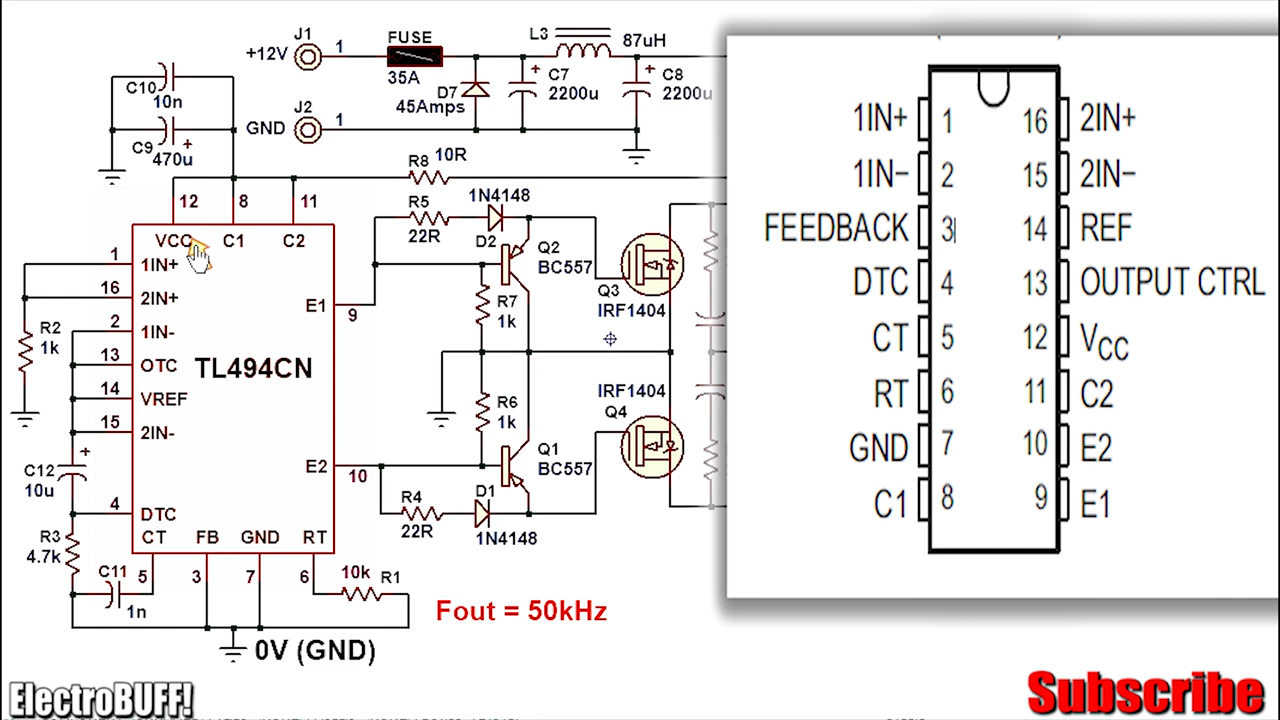 J1
+12V
1
FUSE
35A
L3
87uH
C10
10n
C9
470u
J2
GND
1
D7
45Amps
C7
2200u
C8
2200u
R8
10R
12
8
11
VCC
C1
C2
R5
22R
1N4148
D2
Q2
BC557
Q3
IRF1404
1
1IN+
16
2IN+
2
1IN-
13
OTC
14
VREF
15
2IN-
4
DTC
TL494CN
E1
9
E2
10
R2
1k
R7
1k
R6
1k
IRF1404
Q4
Q1
BC557
R4
22R
D1
1N4148
C12
10u
R3
4.7k
C11
1n
CT
FB
GND
RT
5
3
7
6
10k
R1
Fout = 50kHz
0V (GND)
1IN+ 1 16 2IN+
1IN− 2 15 2IN−
FEEDBACK 3 14 REF
DTC 4 13 OUTPUT CTRL
CT 5 12 VCC
RT 6 11 C2
GND 7 10 E2
C1 8 9 E1
ElectroBUFF!
Subscribe